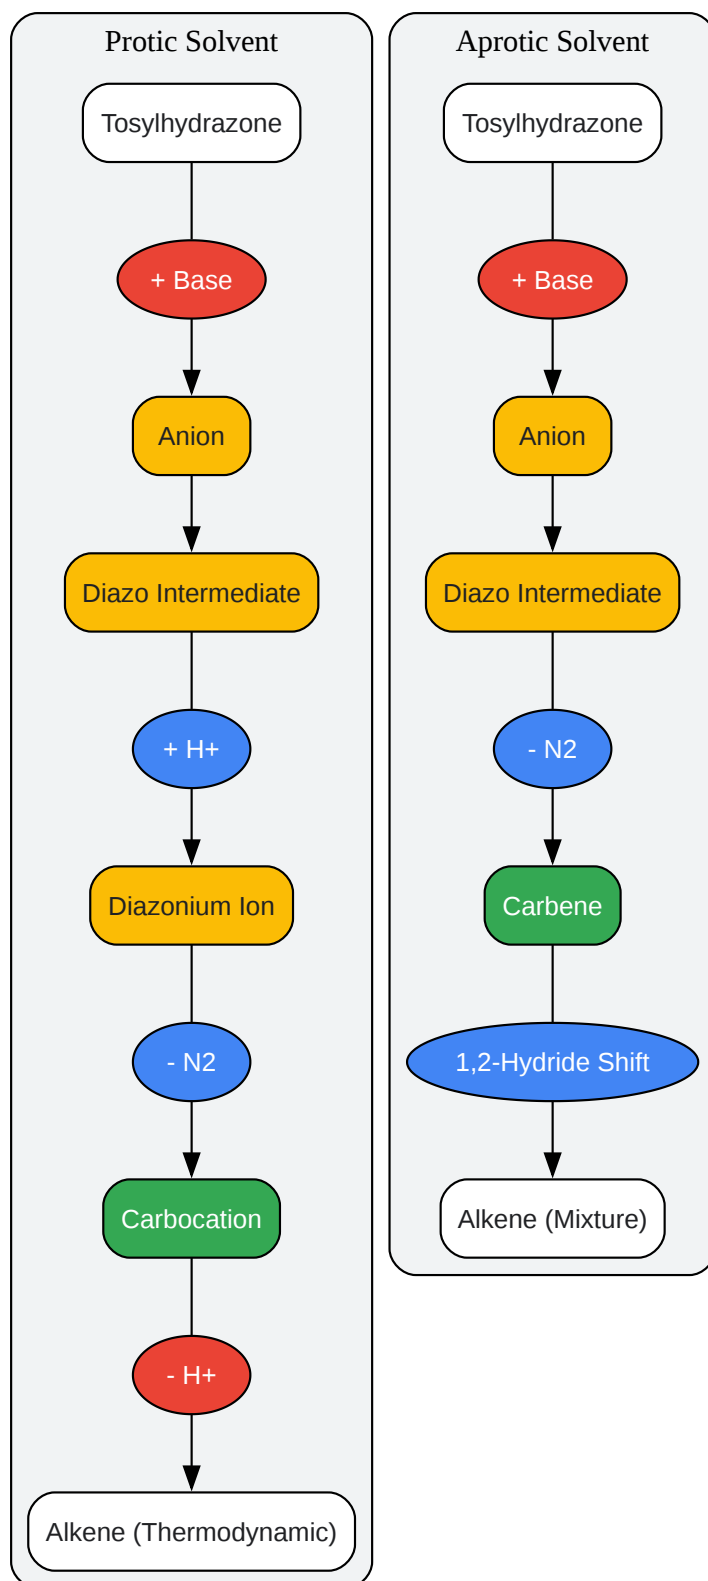 Protic Solvent
Tosylhydrazone
+ Base
Anion
Diazo Intermediate
+ H+
Diazonium Ion
- N2
Carbocation
- H+
Alkene (Thermodynamic)
Aprotic Solvent
Tosylhydrazone
+ Base
Anion
Diazo Intermediate
- N2
Carbene
1,2-Hydride Shift
Alkene (Mixture)